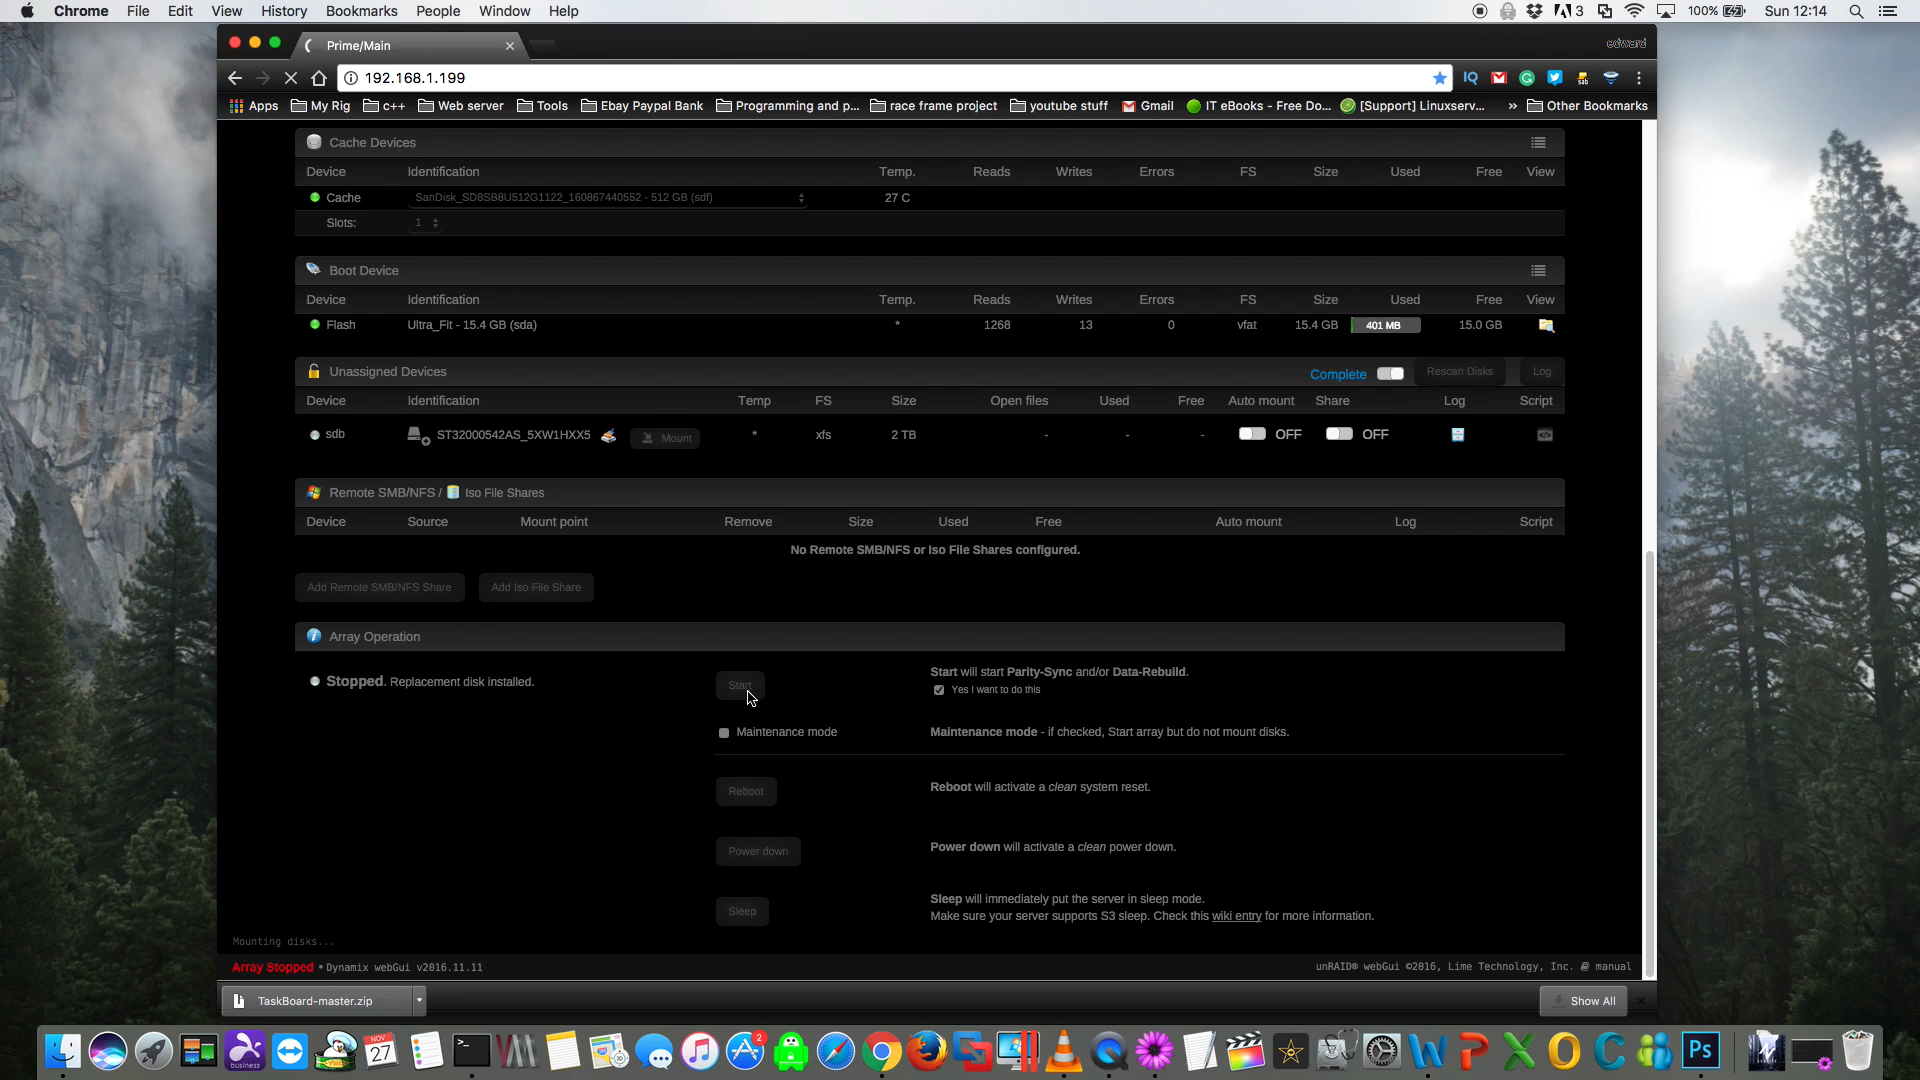 Chrome File Edit View History Bookmarks People Window Help 3 100% Sun 12:14
Prime/Main edward
192.168.1.199 IQ sab
Apps My Rig c++ Web server Tools Ebay Paypal Bank Programming and p... race frame project youtube stuff Gmail IT eBooks - Free Do... [Support] Linuxserv... » Other Bookmarks
Cache Devices
Device Identification Temp. Reads Writes Errors FS Size Used Free View
Cache SanDisk_SD8SB8U512G1122_160867440552 - 512 GB (sdf) 27 C
Slots: 1
Boot Device
Device Identification Temp. Reads Writes Errors FS Size Used Free View
Flash Ultra_Fit - 15.4 GB (sda) * 1268 13 0 vfat 15.4 GB 401 MB 15.0 GB
Unassigned Devices Complete Rescan Disks Log
Device Identification Temp FS Size Open files Used Free Auto mount Share Log Script
sdb ST32000542AS_5XW1HXX5 Mount * xfs 2 TB - - - OFF OFF
Remote SMB/NFS / Iso File Shares
Device Source Mount point Remove Size Used Free Auto mount Log Script
No Remote SMB/NFS or Iso File Shares configured.
Add Remote SMB/NFS Share Add Iso File Share
Array Operation
Stopped. Replacement disk installed. Start Start will start Parity-Sync and/or Data-Rebuild.
Yes I want to do this
Maintenance mode Maintenance mode - if checked, Start array but do not mount disks.
Reboot Reboot will activate a clean system reset.
Power down Power down will activate a clean power down.
Sleep Sleep will immediately put the server in sleep mode.
Make sure your server supports S3 sleep. Check this wiki entry for more information.
Mounting disks...
Array Stopped • Dynamix webGui v2016.11.11 unRAID® webGui ©2016, Lime Technology, Inc. manual
TaskBoard-master.zip Show All
business NOV 27 2 Ps